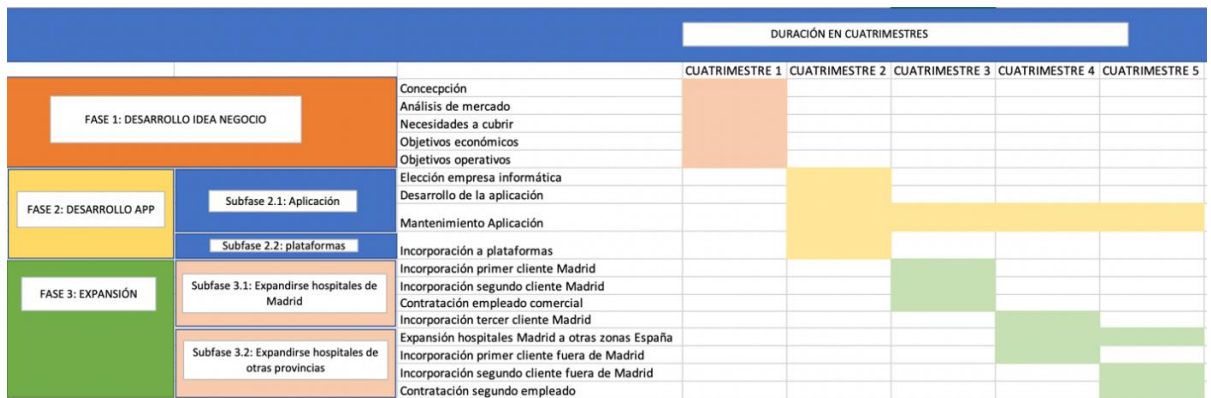 DURACIÓN EN CUATRIMESTRES
CUATRIMESTRE 1 CUATRIMESTRE 2 CUATRIMESTRE 3 CUATRIMESTRE 4 CUATRIMESTRE 5
FASE 1: DESARROLLO IDEA NEGOCIO
Concecpción
Análisis de mercado
Necesidades a cubrir
Objetivos económicos
Objetivos operativos
FASE 2: DESARROLLO APP
Subfase 2.1: Aplicación
Elección empresa informática
Desarrollo de la aplicación
Mantenimiento Aplicación
Subfase 2.2: plataformas
Incorporación a plataformas
FASE 3: EXPANSIÓN
Subfase 3.1: Expandirse hospitales de
Madrid
Incorporación primer cliente Madrid
Incorporación segundo cliente Madrid
Contratación empleado comercial
Incorporación tercer cliente Madrid
Subfase 3.2: Expandirse hospitales de
otras provincias
Expansión hospitales Madrid a otras zonas España
Incorporación primer cliente fuera de Madrid
Incorporación segundo cliente fuera de Madrid
Contratación segundo empleado